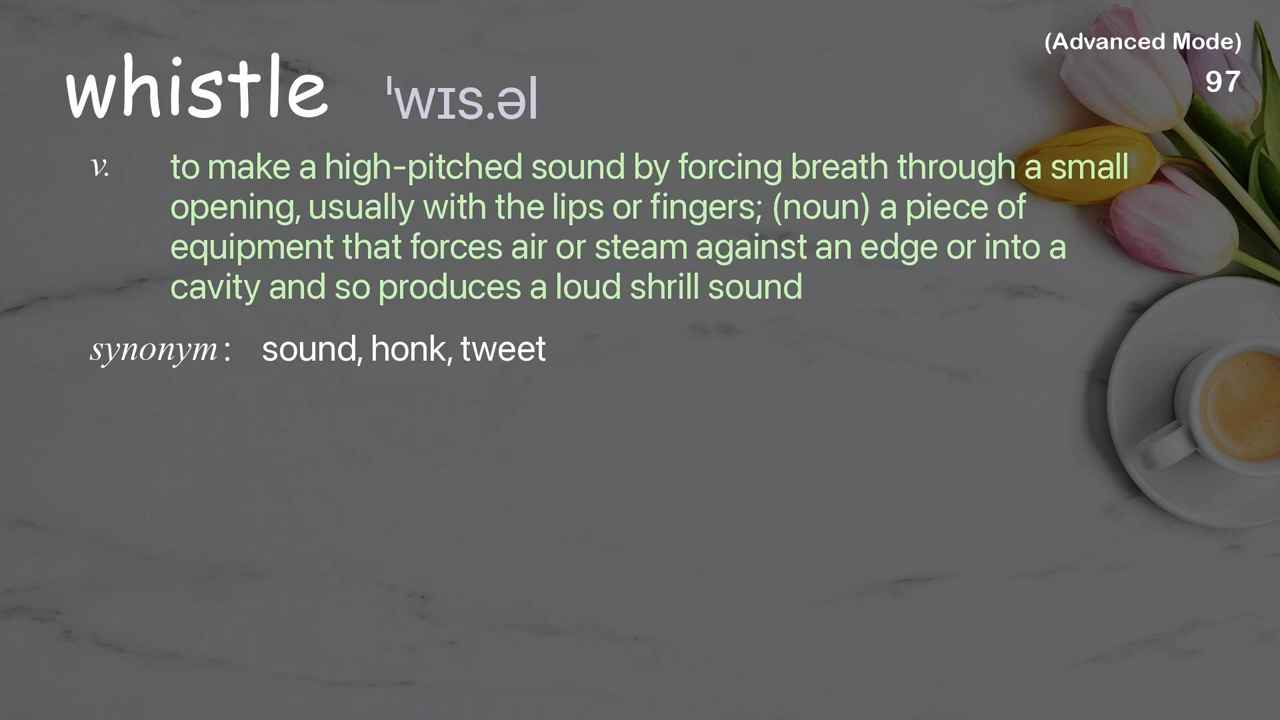 (Advanced Mode)
97
whistle ˈwɪs.əl
v. to make a high-pitched sound by forcing breath through a small
opening, usually with the lips or fingers; (noun) a piece of
equipment that forces air or steam against an edge or into a
cavity and so produces a loud shrill sound
synonym: sound, honk, tweet